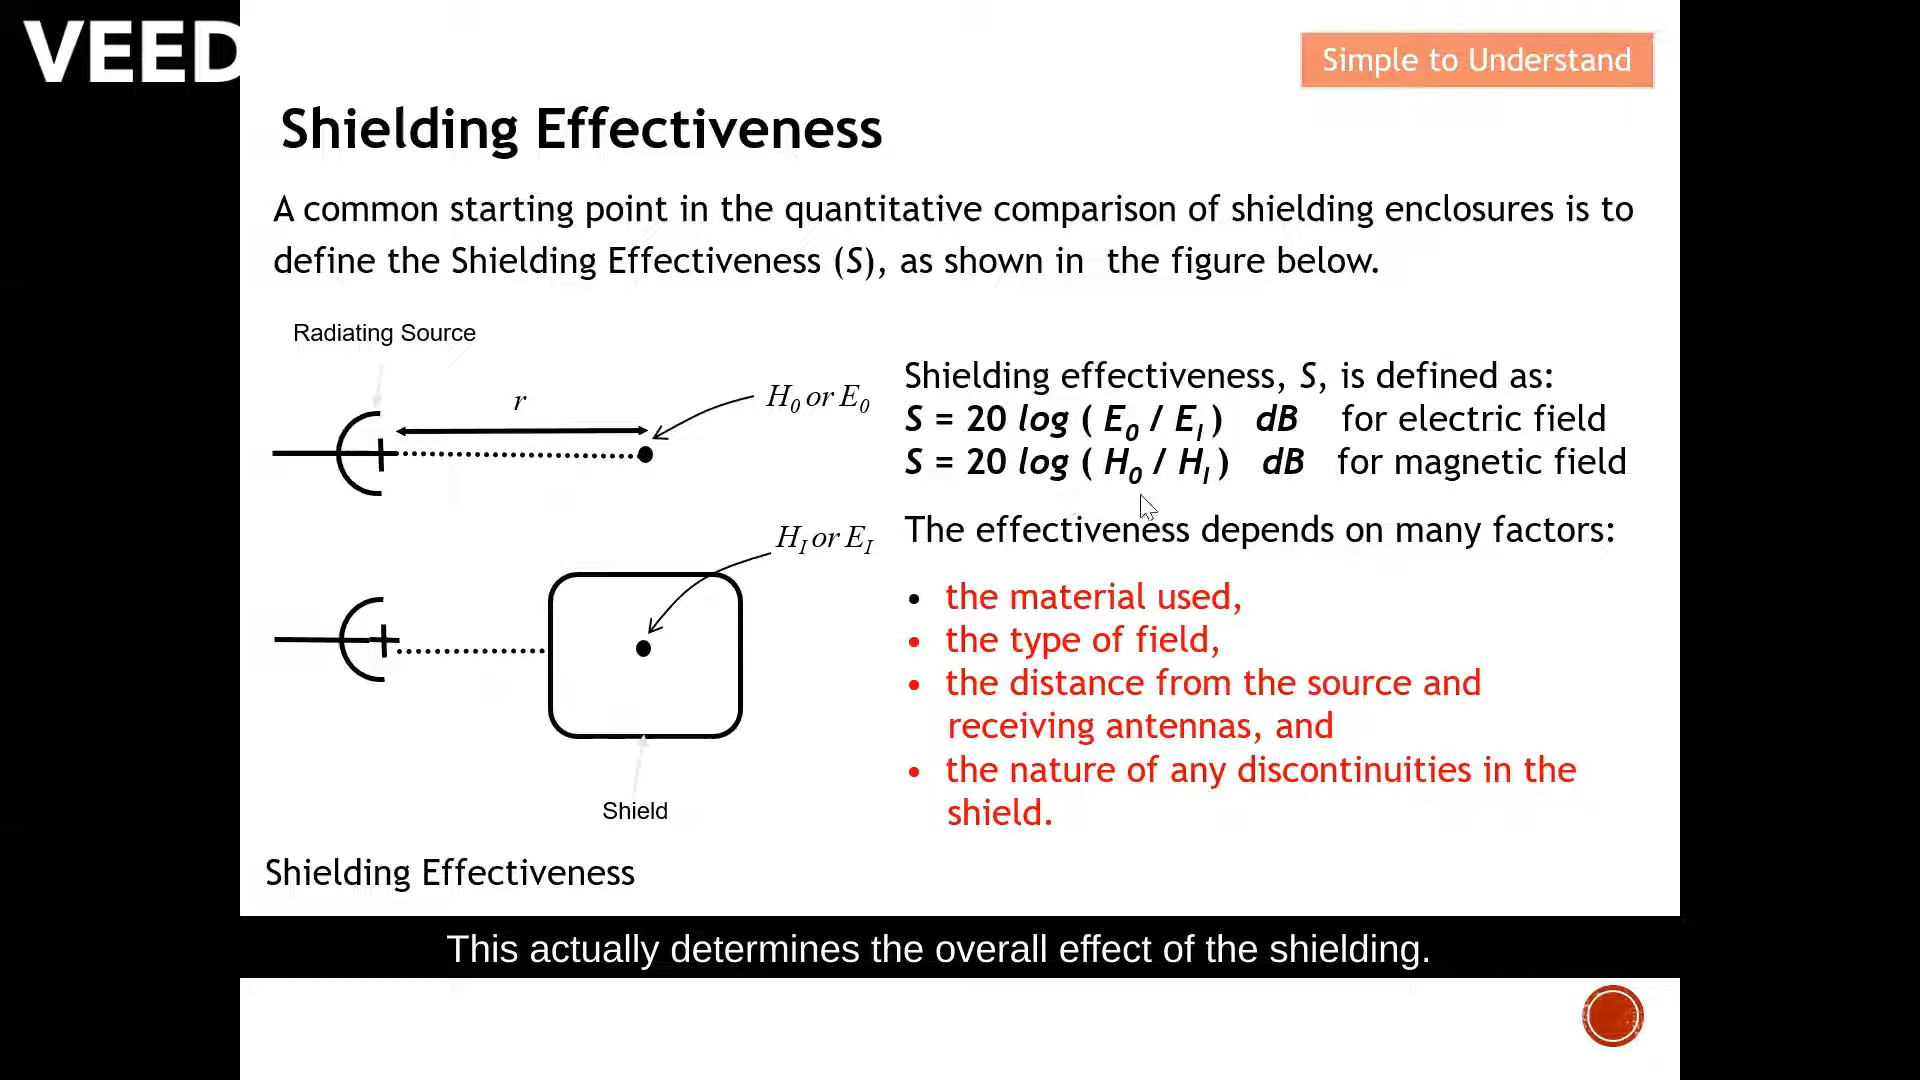 VEED
Simple to Understand
Shielding Effectiveness
A common starting point in the quantitative comparison of shielding enclosures is to
define the Shielding Effectiveness (S), as shown in the figure below.
Radiating Source
r
H0 or E0
HI or EI
Shield
Shielding Effectiveness
Shielding effectiveness, S, is defined as:
S = 20 log ( E0 / EI ) dB for electric field
S = 20 log ( H0 / HI ) dB for magnetic field
The effectiveness depends on many factors:
• the material used,
• the type of field,
• the distance from the source and
receiving antennas, and
• the nature of any discontinuities in the
shield.
This actually determines the overall effect of the shielding.